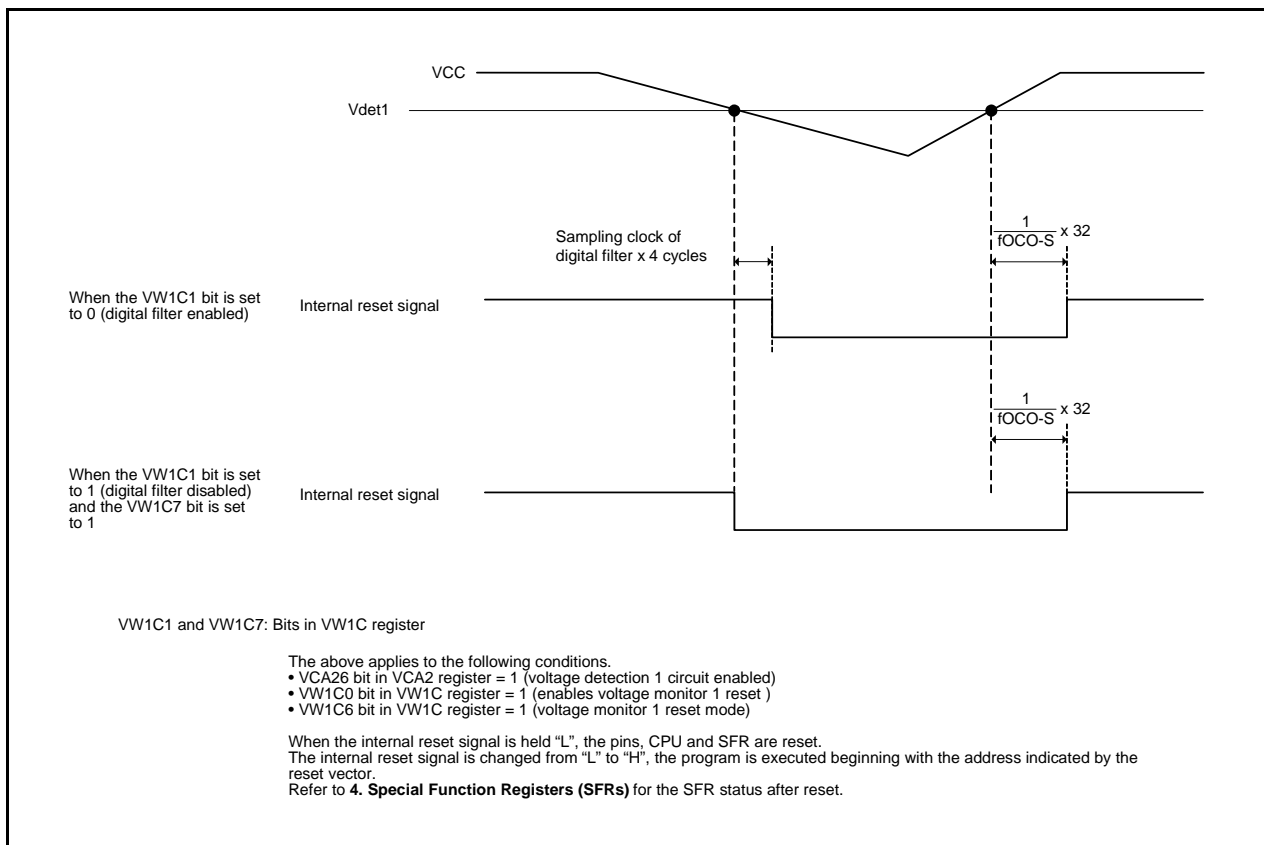 VCC
Vdet1
Sampling clock of
digital filter x 4 cycles
1
fOCO-S
x 32
When the VW1C1 bit is set
to 0 (digital filter enabled)
Internal reset signal
1
fOCO-S
x 32
When the VW1C1 bit is set
to 1 (digital filter disabled)
and the VW1C7 bit is set
to 1
Internal reset signal
VW1C1 and VW1C7: Bits in VW1C register
The above applies to the following conditions.
• VCA26 bit in VCA2 register = 1 (voltage detection 1 circuit enabled)
• VW1C0 bit in VW1C register = 1 (enables voltage monitor 1 reset )
• VW1C6 bit in VW1C register = 1 (voltage monitor 1 reset mode)
When the internal reset signal is held “L”, the pins, CPU and SFR are reset.
The internal reset signal is changed from “L” to “H”, the program is executed beginning with the address indicated by the
reset vector.
Refer to 4. Special Function Registers (SFRs) for the SFR status after reset.